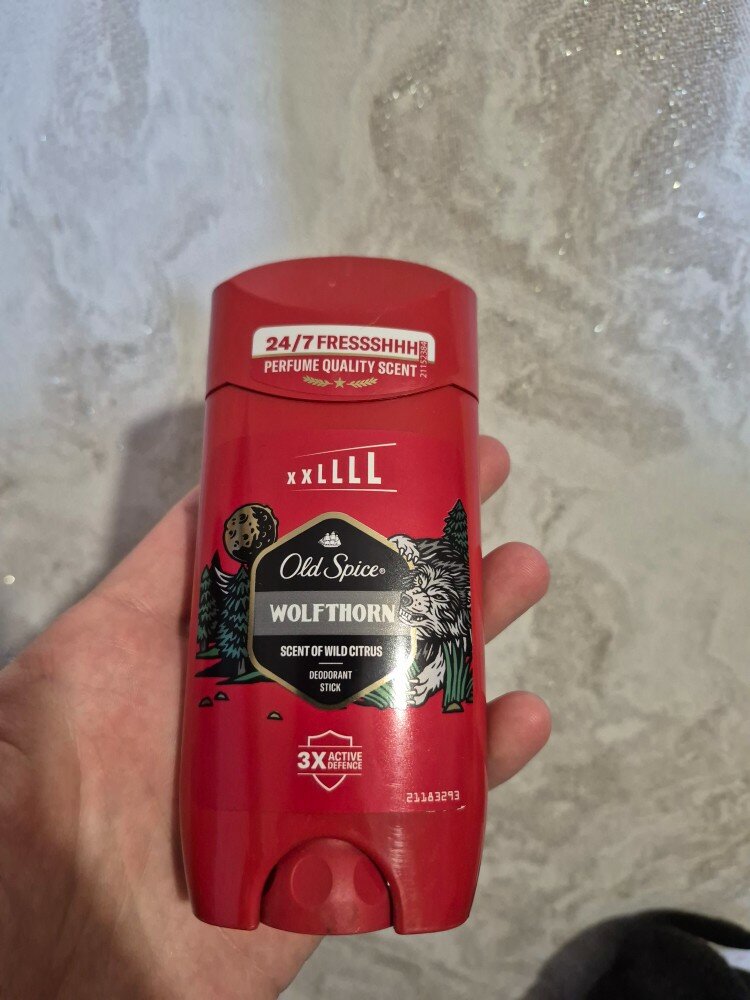 24/7 FRESSSHHH
PERFUME QUALITY SCENT
21152384
xxLLLL
Old Spice®
WOLFTHORN
SCENT OF WILD CITRUS
DEODORANT
STICK
3X ACTIVE
DEFENCE
21183293